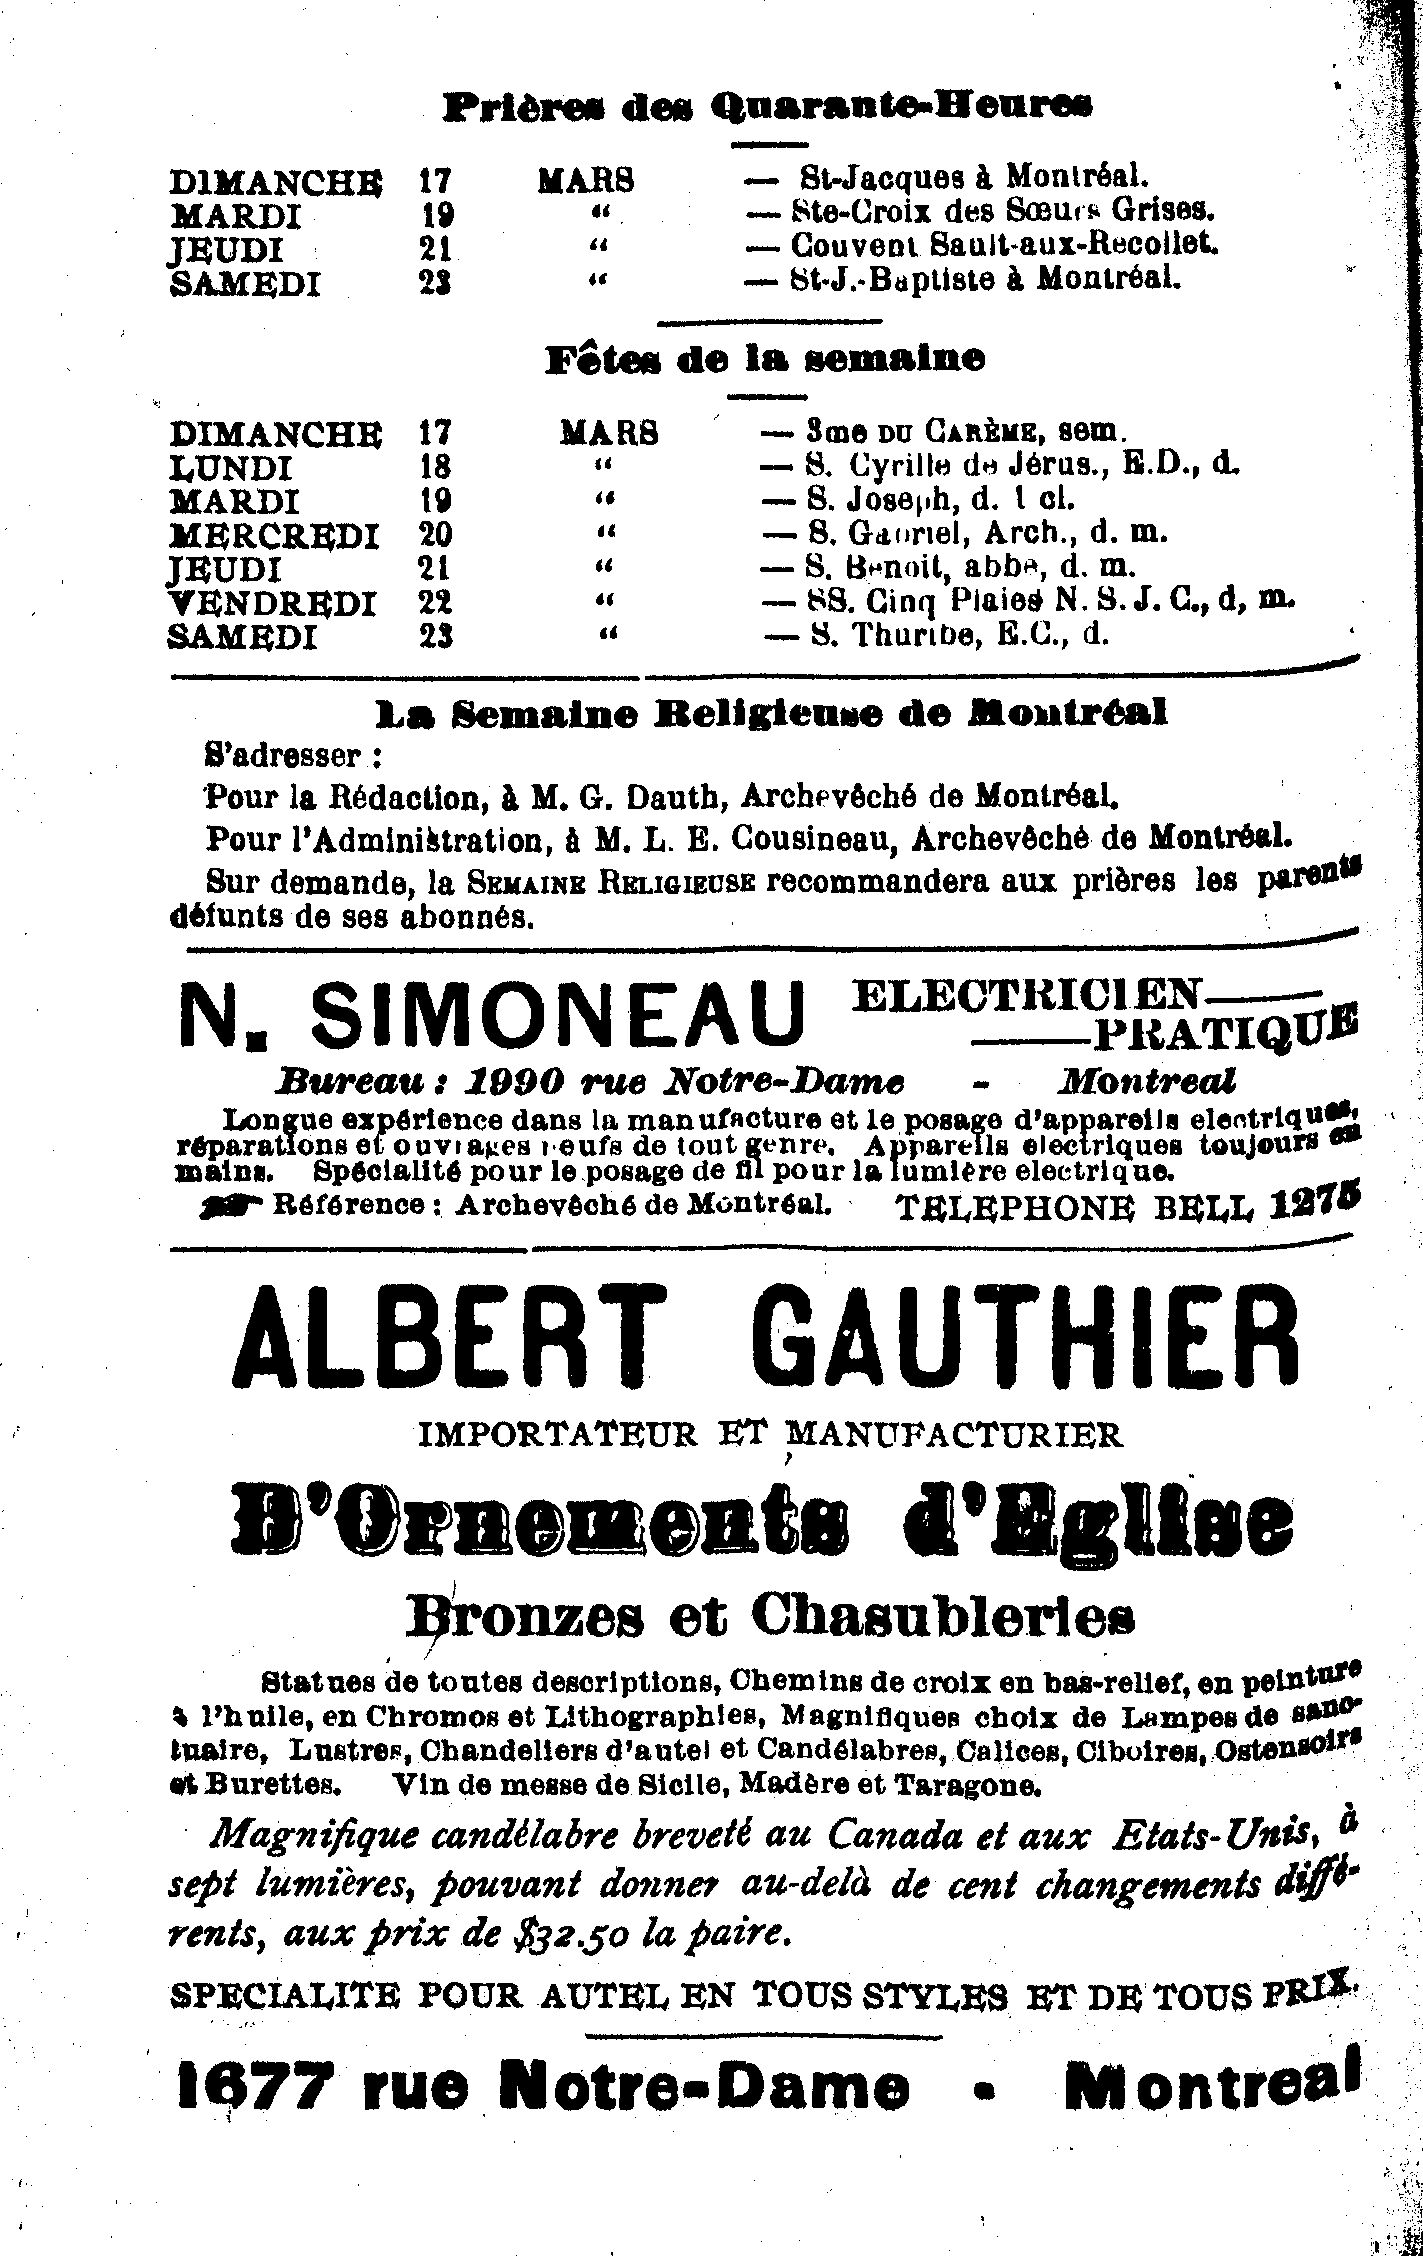 Prières des Quarante-Heures
DIMANCHE 17 MARS — St-Jacques à Montréal.
MARDI 19 “ — Ste-Croix des Sœurs Grises.
JEUDI 21 “ — Couvent Sault-aux-Recollet.
SAMEDI 23 “ — St-J.-Baptiste à Montréal.
Fêtes de la semaine
DIMANCHE 17 MARS — 3me DU CARÈME, sem.
LUNDI 18 “ — S. Cyrille de Jérus., E.D., d.
MARDI 19 “ — S. Joseph, d. 1 cl.
MERCREDI 20 “ — S. Gabriel, Arch., d. m.
JEUDI 21 “ — S. Benoit, abbe, d. m.
VENDREDI 22 “ — SS. Cinq Plaies N. S. J. C., d, m.
SAMEDI 23 “ — S. Thuribe, E.C., d.
La Semaine Religieuse de Montréal
S'adresser :
Pour la Rédaction, à M. G. Dauth, Archevêché de Montréal.
Pour l'Administration, à M. L. E. Cousineau, Archevêché de Montréal.
Sur demande, la SEMAINE RELIGIEUSE recommandera aux prières les parents
défunts de ses abonnés.
N. SIMONEAU ELECTRICIEN——
——PRATIQUE
Bureau : 1990 rue Notre-Dame - Montreal
Longue expérience dans la manufacture et le posage d'appareils electriques,
réparations et ouvrages neufs de tout genre. Appareils electriques toujours en
mains. Spécialité pour le posage de fil pour la lumière electrique.
☛ Référence : Archevêché de Montréal. TELEPHONE BELL 1275
ALBERT GAUTHIER
IMPORTATEUR ET MANUFACTURIER
D'Ornements d'Eglise
Bronzes et Chasubleries
Statues de toutes descriptions, Chemins de croix en bas-relief, en peinture
à l'huile, en Chromos et Lithographies, Magnifiques choix de Lampes de sanc-
tuaire, Lustres, Chandeliers d'autel et Candélabres, Calices, Ciboires, Ostensoirs
et Burettes. Vin de messe de Sicile, Madère et Taragone.
Magnifique candélabre breveté au Canada et aux Etats-Unis, à
sept lumières, pouvant donner au-delà de cent changements diffé-
rents, aux prix de $32.50 la paire.
SPECIALITE POUR AUTEL EN TOUS STYLES ET DE TOUS PRIX.
1677 rue Notre-Dame - Montreal